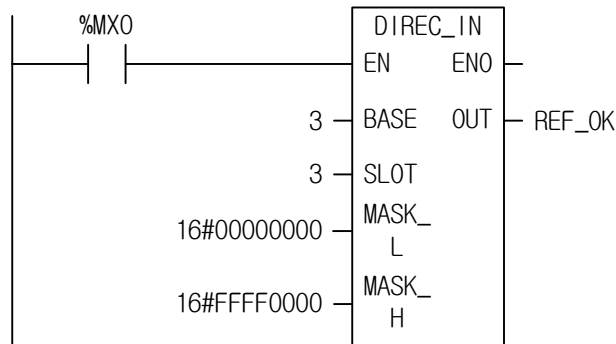 %MX0
DIREC_IN
EN ENO
3 BASE OUT REF_OK
3 SLOT
16#00000000 MASK_
L
16#FFFF0000 MASK_
H